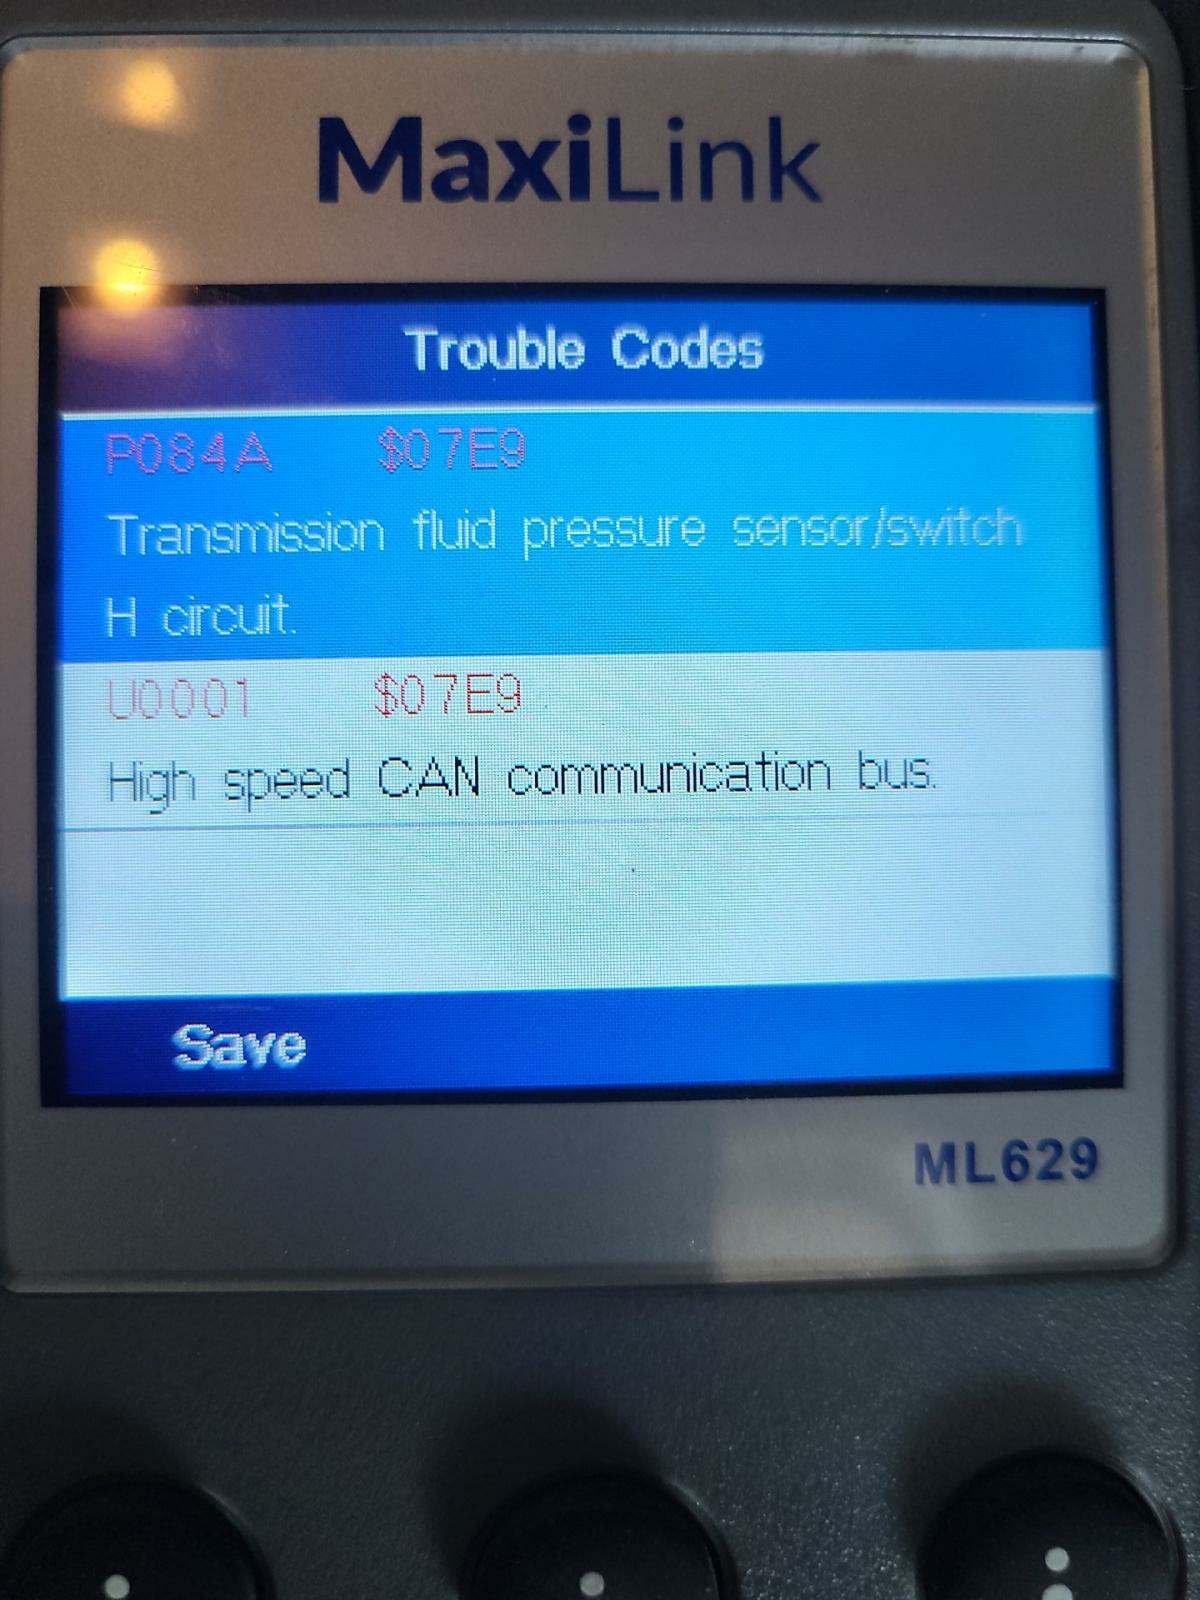 MaxiLink
Trouble Codes
P084A $07E9
Transmission fluid pressure sensor/switch
H circuit.
U0001 $07E9
High speed CAN communication bus.
Save
ML629